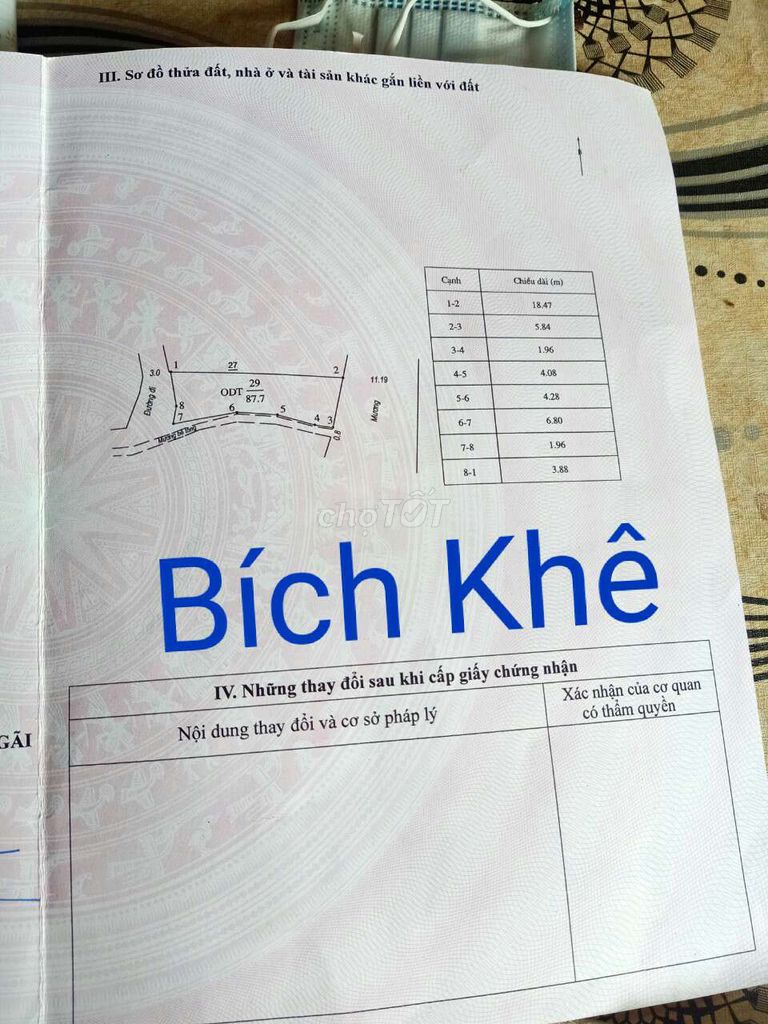 III. Sơ đồ thửa đất, nhà ở và tài sản khác gắn liền với đất
Cạnh Chiều dài (m)
1-2 18.47
2-3 5.84
3-4 1.96
4-5 4.08
5-6 4.28
6-7 6.80
7-8 1.96
8-1 3.88
3.0 1 27 2
11.19
ODT 29
87.7
Đường đi
8
7 6 5 4 3
Mương bê tông
0.8
Mương
chợTỐT
Bích Khê
IV. Những thay đổi sau khi cấp giấy chứng nhận
Nội dung thay đổi và cơ sở pháp lý
Xác nhận của cơ quan
có thẩm quyền
GÃI